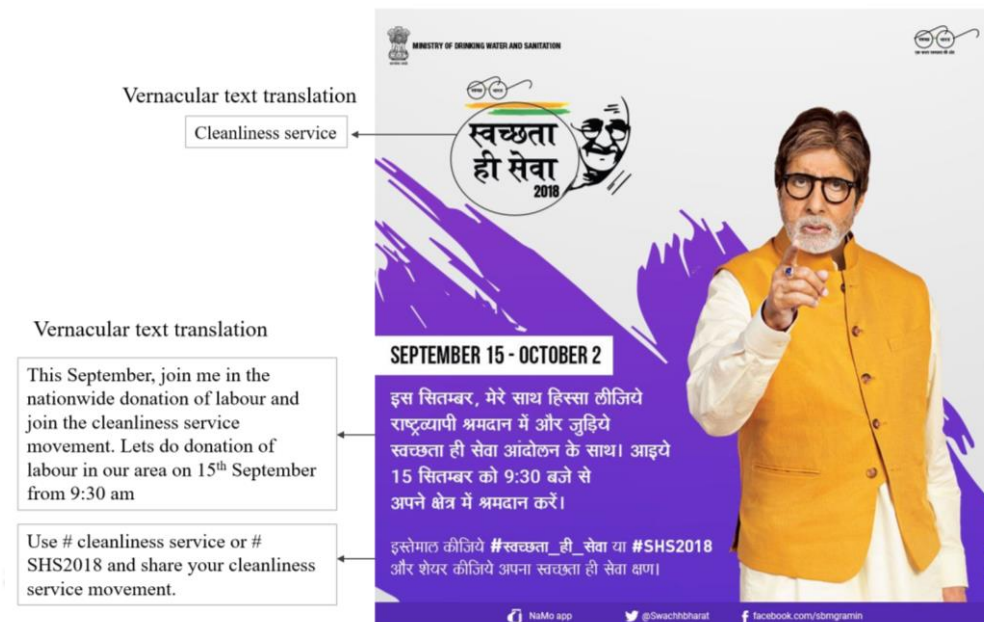 MINISTRY OF DRINKING WATER AND SANITATION
Vernacular text translation
Cleanliness service
स्वच्छता
ही सेवा
2018
Vernacular text translation
This September, join me in the
nationwide donation of labour and
join the cleanliness service
movement. Lets do donation of
labour in our area on 15th September
from 9:30 am
Use # cleanliness service or #
SHS2018 and share your cleanliness
service movement.
SEPTEMBER 15 - OCTOBER 2
इस सितम्बर, मेरे साथ हिस्सा लीजिये
राष्ट्रव्यापी श्रमदान में और जुड़िये
स्वच्छता ही सेवा आंदोलन के साथ। आइये
15 सितम्बर को 9:30 बजे से
अपने क्षेत्र में श्रमदान करें।
इस्तेमाल कीजिये #स्वच्छता_ही_सेवा या #SHS2018
और शेयर कीजिये अपना स्वच्छता ही सेवा क्षण।
NaMo app
@Swachhbharat
facebook.com/sbmgramin